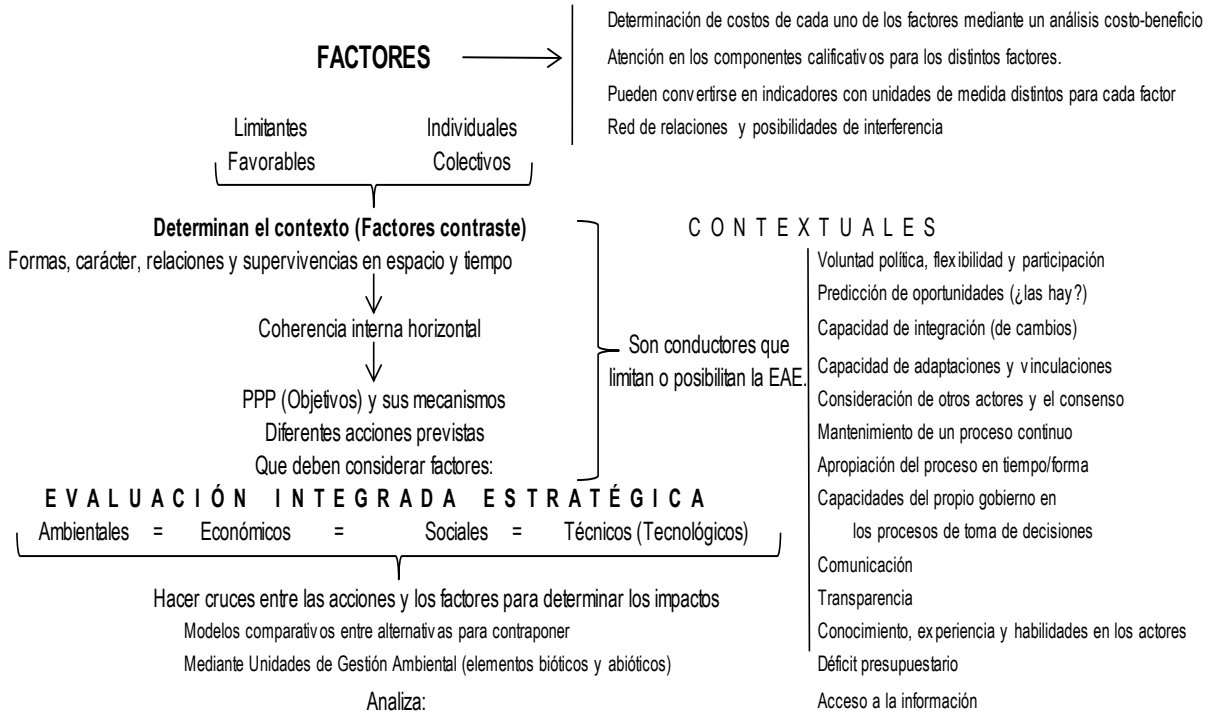 Determinación de costos de cada uno de los factores mediante un análisis costo-beneficio
FACTORES
Atención en los componentes calificativos para los distintos factores.
Pueden convertirse en indicadores con unidades de medida distintos para cada factor
Red de relaciones y posibilidades de interferencia
Limitantes
Individuales
Favorables
Colectivos
Determinan el contexto (Factores contraste)
Formas, carácter, relaciones y supervivencias en espacio y tiempo
Coherencia interna horizontal
PPP (Objetivos) y sus mecanismos
Diferentes acciones previstas
Que deben considerar factores:
Son conductores que
limitan o posibilitan la EAE.
CONTEXTUALES
Voluntad política, flexibilidad y participación
Predicción de oportunidades (¿las hay?)
Capacidad de integración (de cambios)
Capacidad de adaptaciones y vinculaciones
Consideración de otros actores y el consenso
Mantenimiento de un proceso continuo
Apropiación del proceso en tiempo/forma
Capacidades del propio gobierno en
los procesos de toma de decisiones
Comunicación
Transparencia
Conocimiento, experiencia y habilidades en los actores
Déficit presupuestario
Acceso a la información
EVALUACIÓN INTEGRADA ESTRATÉGICA
Ambientales = Económicos = Sociales = Técnicos (Tecnológicos)
Hacer cruces entre las acciones y los factores para determinar los impactos
Modelos comparativos entre alternativas para contraponer
Mediante Unidades de Gestión Ambiental (elementos bióticos y abióticos)
Analiza: